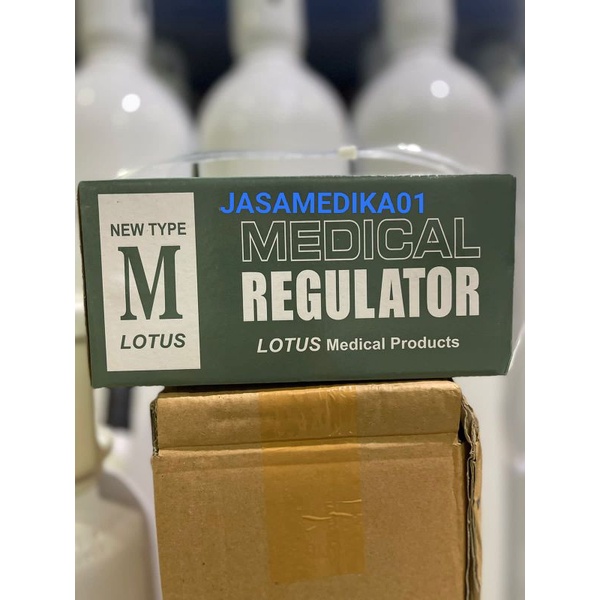 JASAMEDIKA01
NEW TYPE
M
LOTUS
MEDICAL
REGULATOR
LOTUS Medical Products